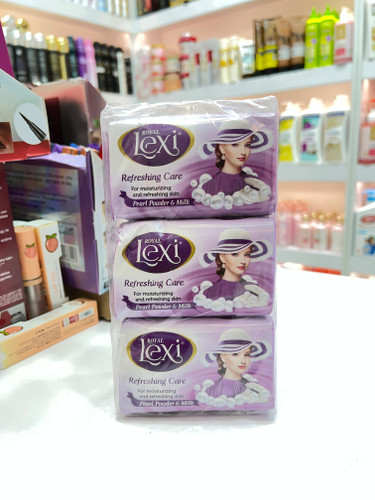 ROYAL
Lexi
Refreshing Care
For moisturizing
and refreshing skin
Pearl Powder & Milk
ROYAL
Lexi
Refreshing Care
For moisturizing
and refreshing skin
Pearl Powder & Milk
ROYAL
Lexi
Refreshing Care
For moisturizing
and refreshing skin
Pearl Powder & Milk